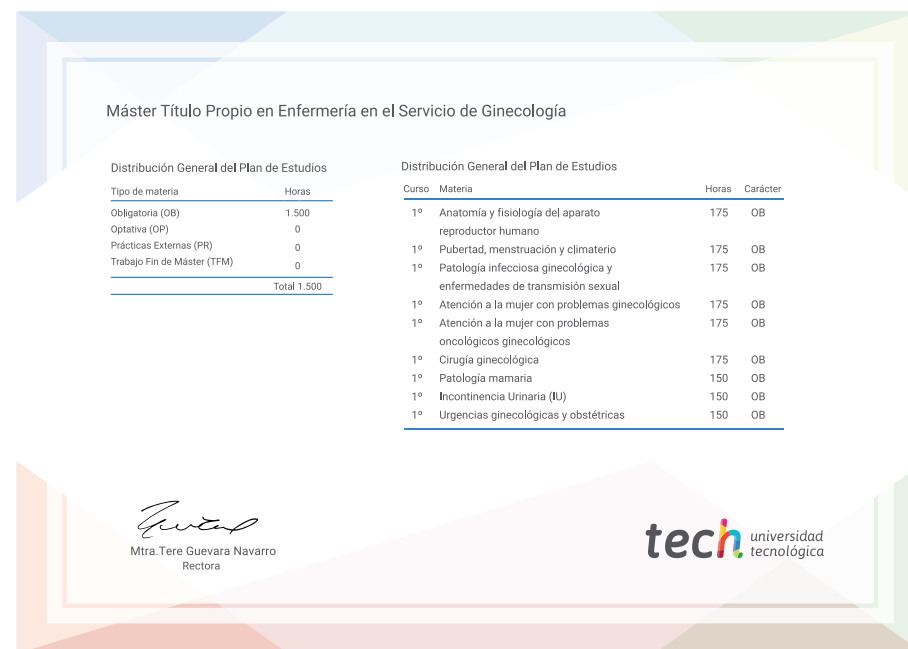 Máster Título Propio en Enfermería en el Servicio de Ginecología
Distribución General del Plan de Estudios
Tipo de materia Horas
Obligatoria (OB) 1.500
Optativa (OP) 0
Prácticas Externas (PR) 0
Trabajo Fin de Máster (TFM) 0
Total 1.500
Distribución General del Plan de Estudios
Curso Materia Horas Carácter
1º Anatomía y fisiología del aparato 175 OB
reproductor humano
1º Pubertad, menstruación y climaterio 175 OB
1º Patología infecciosa ginecológica y 175 OB
enfermedades de transmisión sexual
1º Atención a la mujer con problemas ginecológicos 175 OB
1º Atención a la mujer con problemas 175 OB
oncológicos ginecológicos
1º Cirugía ginecológica 175 OB
1º Patología mamaria 150 OB
1º Incontinencia Urinaria (IU) 150 OB
1º Urgencias ginecológicas y obstétricas 150 OB
Mtra.Tere Guevara Navarro
Rectora
tech universidad
tecnológica